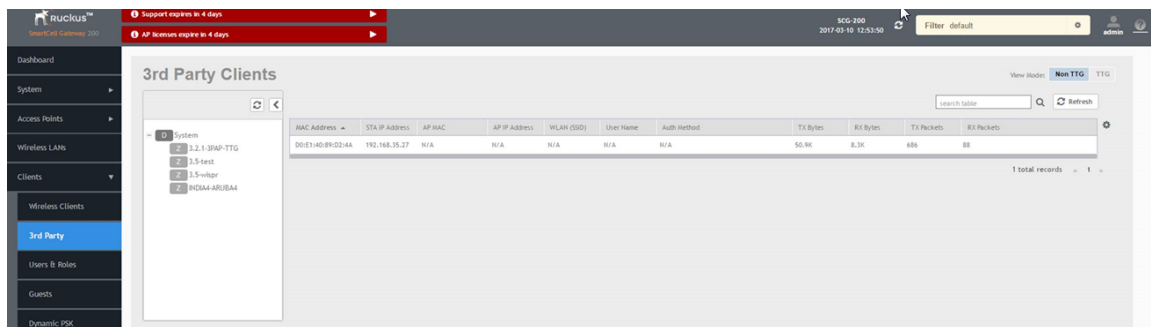 Ruckus™
SmartCell Gateway 200
Support expires in 4 days
AP licenses expire in 4 days
SCG-200
2017-03-10 12:53:50
Filter default
admin
Dashboard
System
Access Points
Wireless LANs
Clients
Wireless Clients
3rd Party
Users & Roles
Guests
Dynamic PSK
3rd Party Clients
View Mode: Non TTG TTG
search table Refresh
D System
Z 3.2.1-3PAP-TTG
Z 3.5-test
Z 3.5-wispr
Z INDIA4-ARUBA4
MAC Address STA IP Address AP MAC AP IP Address WLAN (SSID) User Name Auth Method TX Bytes RX Bytes TX Packets RX Packets
D0:E1:40:89:D2:4A 192.168.35.27 N/A N/A N/A N/A N/A 50.9K 8.3K 686 88
1 total records « 1 »